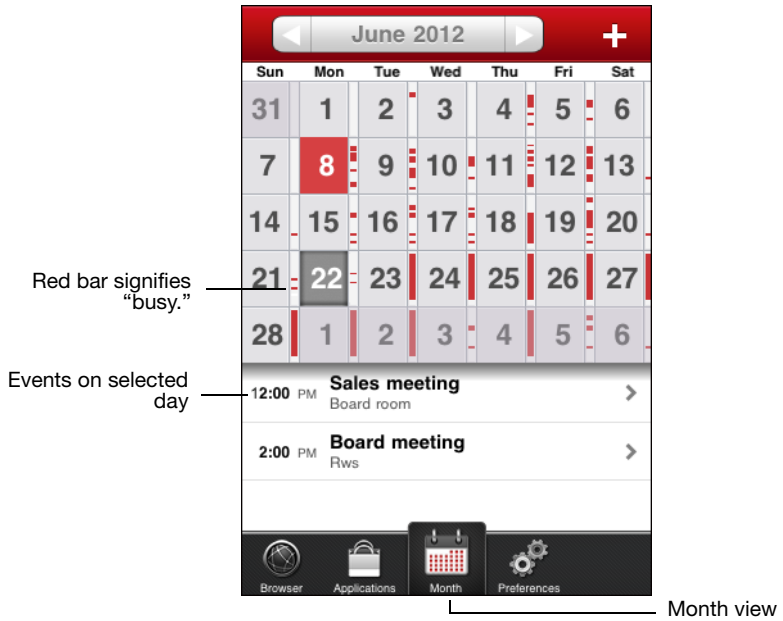 June 2012 +
Sun Mon Tue Wed Thu Fri Sat
31 1 2 3 4 5 6
7 8 9 10 11 12 13
14 15 16 17 18 19 20
21 22 23 24 25 26 27
28 1 2 3 4 5 6
Red bar signifies
“busy.”
Events on selected
day
12:00 PM Sales meeting
Board room
2:00 PM Board meeting
Rws
Browser Applications Month Preferences
Month view